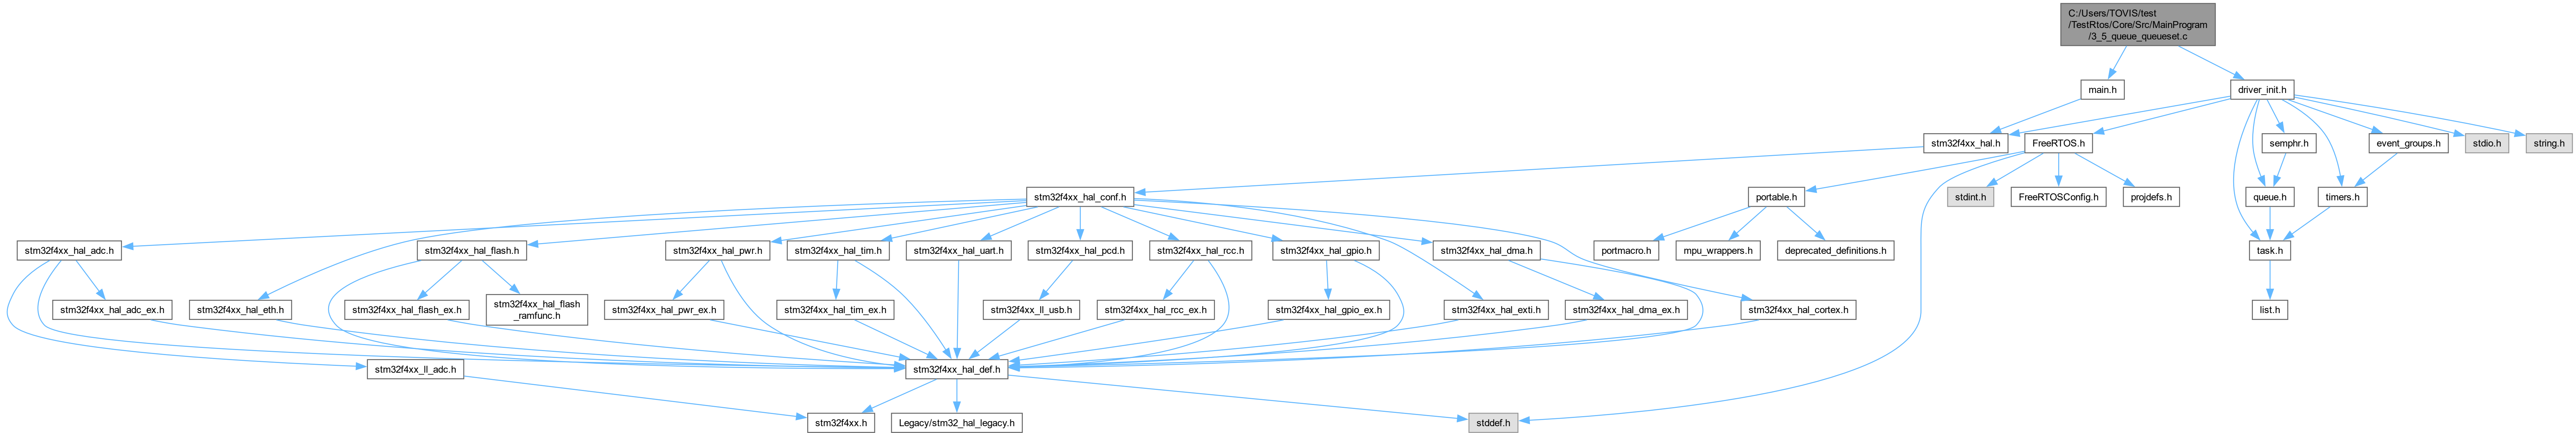 C:/Users/TOVIS/test
/TestRtos/Core/Src/MainProgram
/3_5_queue_queueset.c
main.h
driver_init.h
stm32f4xx_hal.h
FreeRTOS.h
semphr.h
event_groups.h
stdio.h
string.h
stm32f4xx_hal_conf.h
portable.h
stdint.h
FreeRTOSConfig.h
projdefs.h
queue.h
timers.h
stm32f4xx_hal_adc.h
stm32f4xx_hal_flash.h
stm32f4xx_hal_pwr.h
stm32f4xx_hal_tim.h
stm32f4xx_hal_uart.h
stm32f4xx_hal_pcd.h
stm32f4xx_hal_rcc.h
stm32f4xx_hal_gpio.h
stm32f4xx_hal_dma.h
portmacro.h
mpu_wrappers.h
deprecated_definitions.h
task.h
stm32f4xx_hal_adc_ex.h
stm32f4xx_hal_eth.h
stm32f4xx_hal_flash_ex.h
stm32f4xx_hal_flash
_ramfunc.h
stm32f4xx_hal_pwr_ex.h
stm32f4xx_hal_tim_ex.h
stm32f4xx_ll_usb.h
stm32f4xx_hal_rcc_ex.h
stm32f4xx_hal_gpio_ex.h
stm32f4xx_hal_exti.h
stm32f4xx_hal_dma_ex.h
stm32f4xx_hal_cortex.h
list.h
stm32f4xx_ll_adc.h
stm32f4xx_hal_def.h
stm32f4xx.h
Legacy/stm32_hal_legacy.h
stddef.h